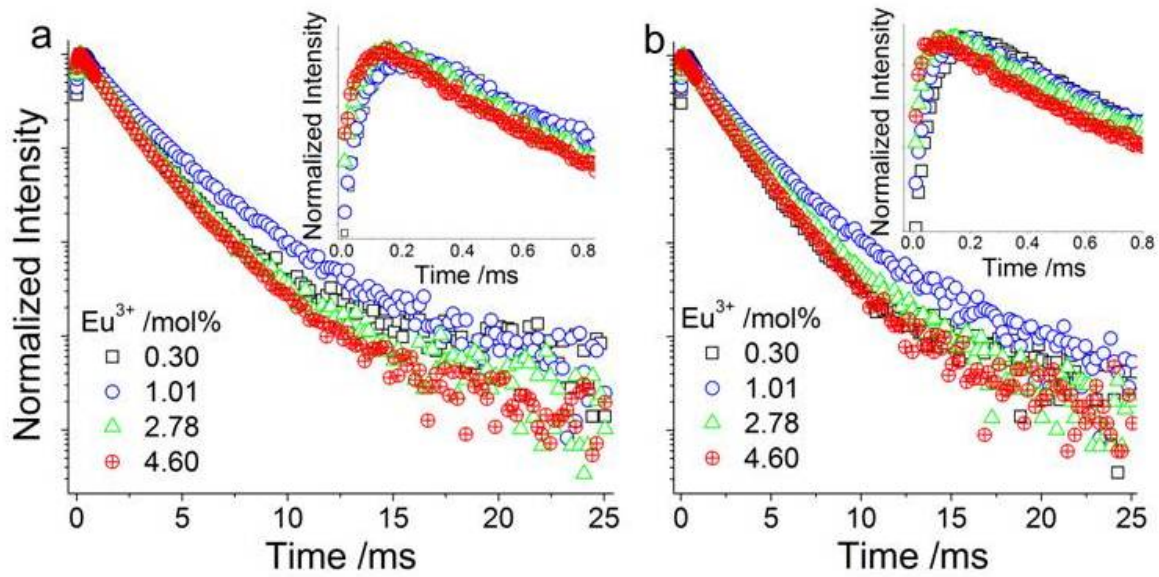 a
Normalized Intensity
Time /ms
0 5 10 15 20 25
Eu³⁺ /mol%
0.30
1.01
2.78
4.60
Normalized Intensity
Time /ms
0.0 0.2 0.4 0.6 0.8
b
Time /ms
0 5 10 15 20 25
Eu³⁺ /mol%
0.30
1.01
2.78
4.60
Normalized Intensity
Time /ms
0.0 0.2 0.4 0.6 0.8